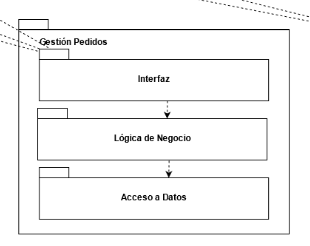 Gestión Pedidos
Interfaz
Lógica de Negocio
Acceso a Datos